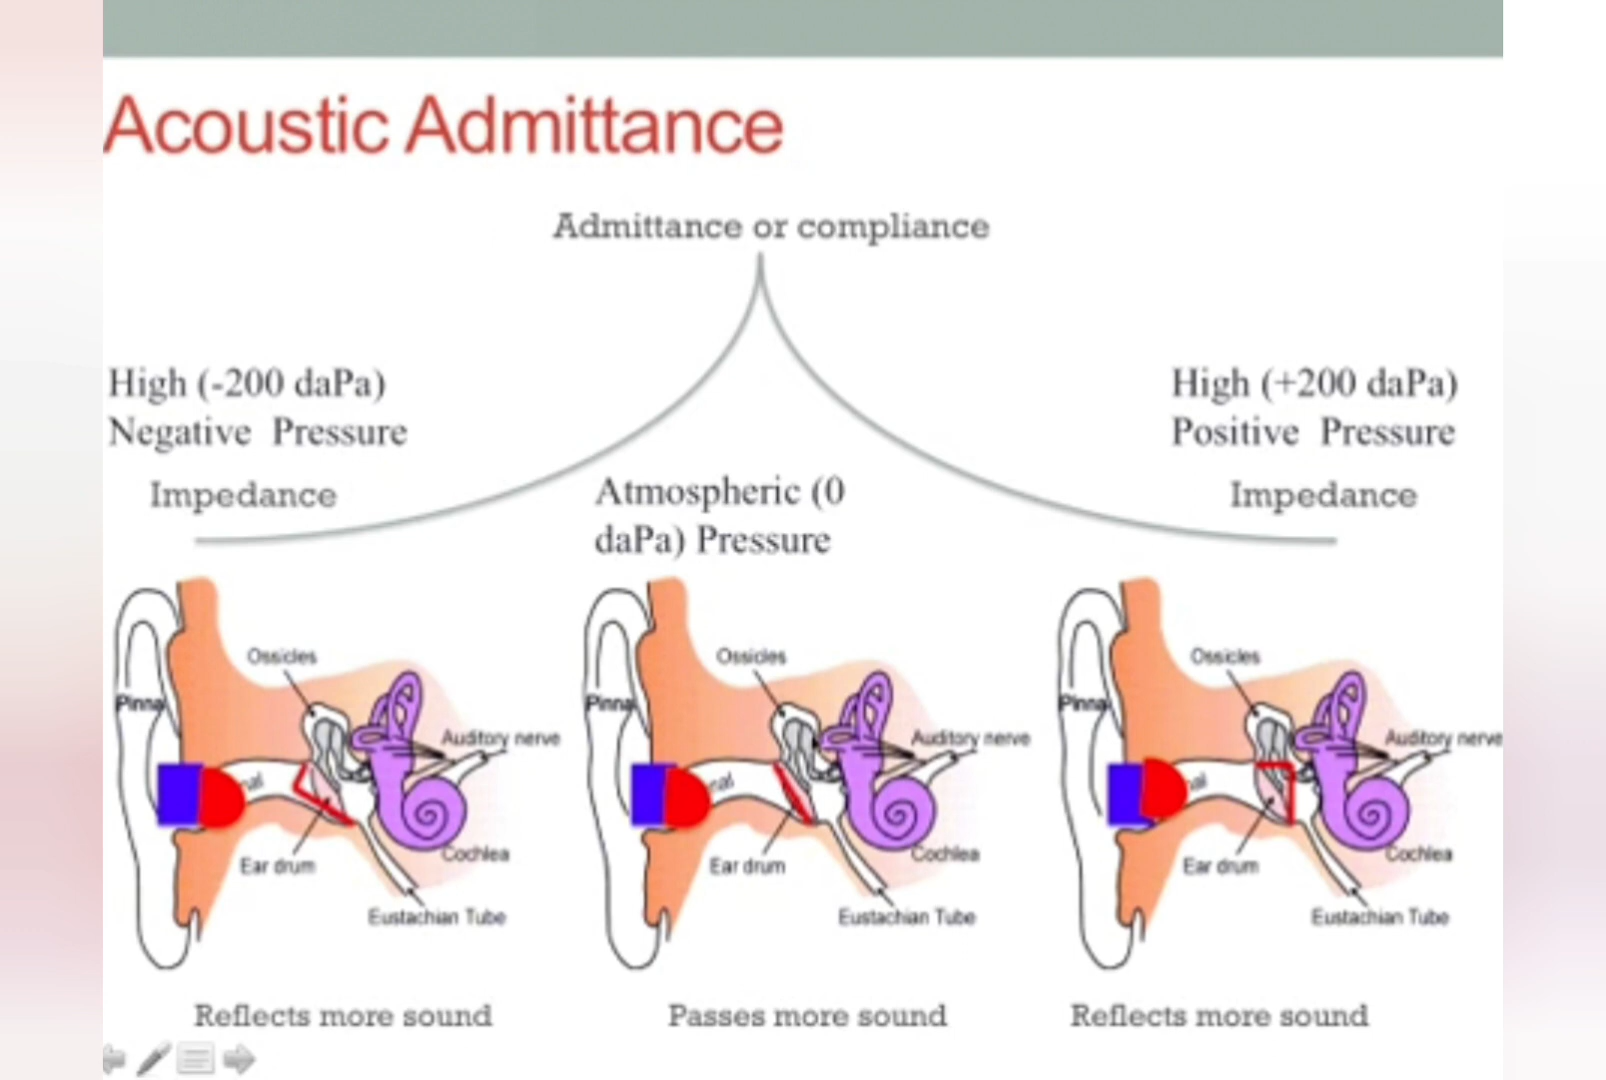 Acoustic Admittance
Admittance or compliance
High (-200 daPa)
Negative Pressure
Impedance
Atmospheric (0
daPa) Pressure
High (+200 daPa)
Positive Pressure
Impedance
Ossicles
Pinna
Auditory nerve
nal
Ear drum
Cochlea
Eustachian Tube
Ossicles
Pinna
Auditory nerve
nal
Ear drum
Cochlea
Eustachian Tube
Ossicles
Pinna
Auditory nerve
al
Ear drum
Cochlea
Eustachian Tube
Reflects more sound
Passes more sound
Reflects more sound